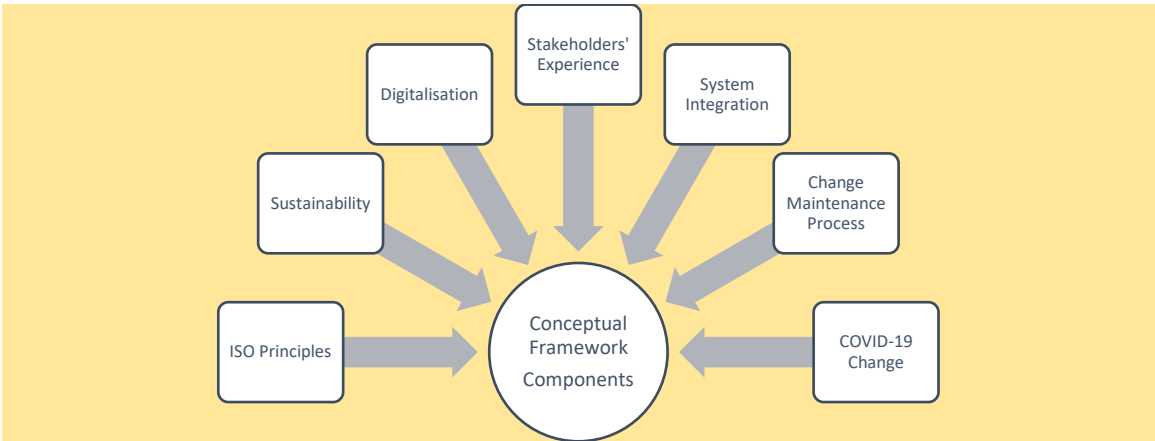 Stakeholders'
Experience
Digitalisation
System
Integration
Sustainability
Change
Maintenance
Process
ISO Principles
Conceptual
Framework
Components
COVID-19
Change